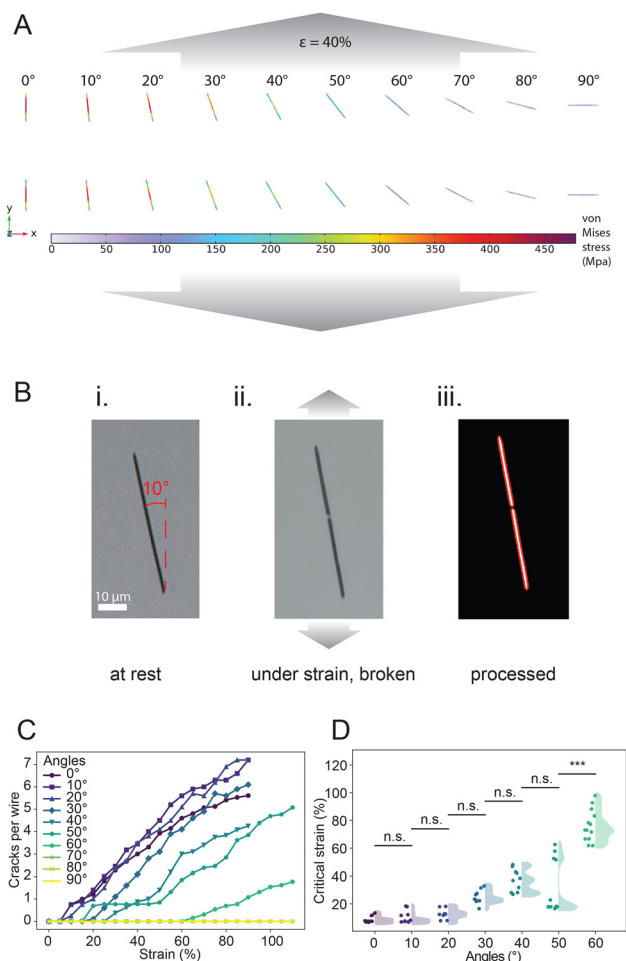 A
ε = 40%
0° 10° 20° 30° 40° 50° 60° 70° 80° 90°
y
z x
0 50 100 150 200 250 300 350 400 450
von
Mises
stress
(Mpa)
B
i. ii. iii.
10°
10 µm
at rest under strain, broken processed
C
Cracks per wire
7
6
5
4
3
2
1
0
Angles
0°
10°
20°
30°
40°
50°
60°
70°
80°
90°
0 20 40 60 80 100
Strain (%)
D
Critical strain (%)
120
100
80
60
40
20
n.s.
n.s.
n.s.
n.s.
n.s.
***
0 10 20 30 40 50 60
Angles (°)